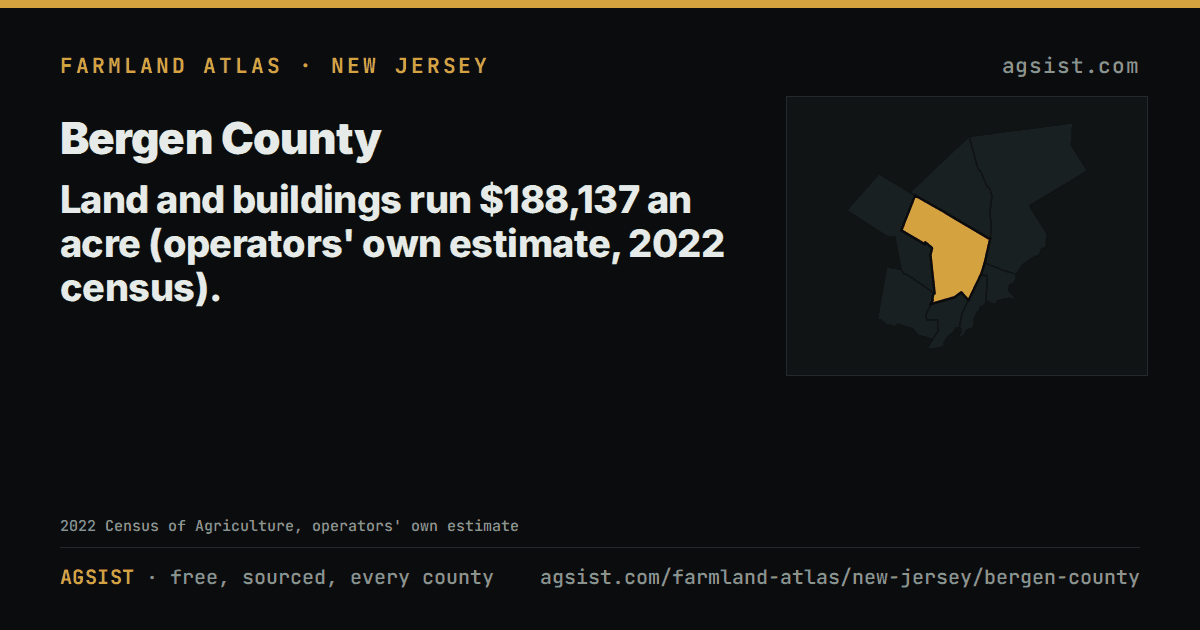 FARMLAND ATLAS · NEW JERSEY
agsist.com
Bergen County
Land and buildings run $188,137 an
acre (operators' own estimate, 2022
census).
2022 Census of Agriculture, operators' own estimate
AGSIST · free, sourced, every county
agsist.com/farmland-atlas/new-jersey/bergen-county